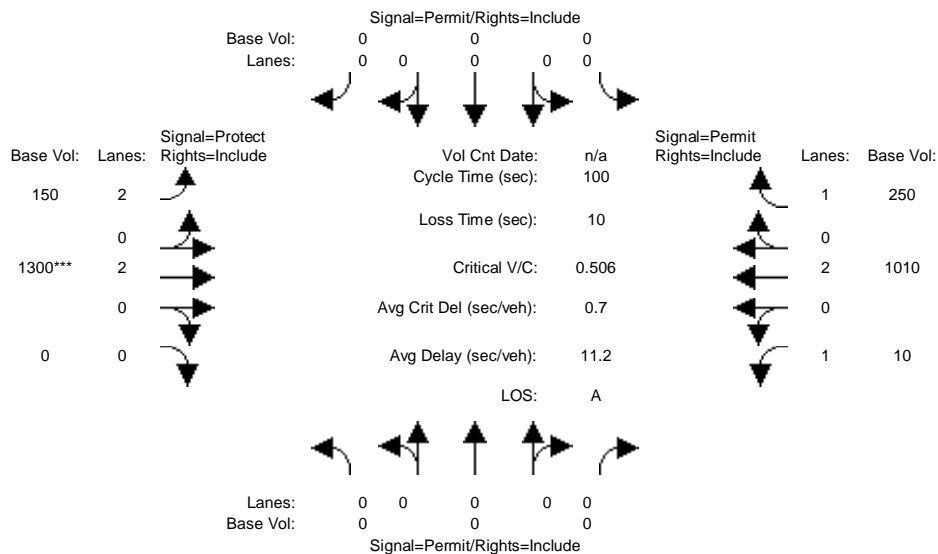 Signal=Permit/Rights=Include
Base Vol: 0 0 0
Lanes: 0 0 0 0 0
Signal=Protect
Base Vol: Lanes: Rights=Include
Vol Cnt Date: n/a
Cycle Time (sec): 100
Signal=Permit
Rights=Include Lanes: Base Vol:
150 2
1 250
Loss Time (sec): 10
0
0
1300*** 2
Critical V/C: 0.506
2 1010
0
Avg Crit Del (sec/veh): 0.7
0
0 0
Avg Delay (sec/veh): 11.2
1 10
LOS: A
Lanes: 0 0 0 0 0
Base Vol: 0 0 0
Signal=Permit/Rights=Include